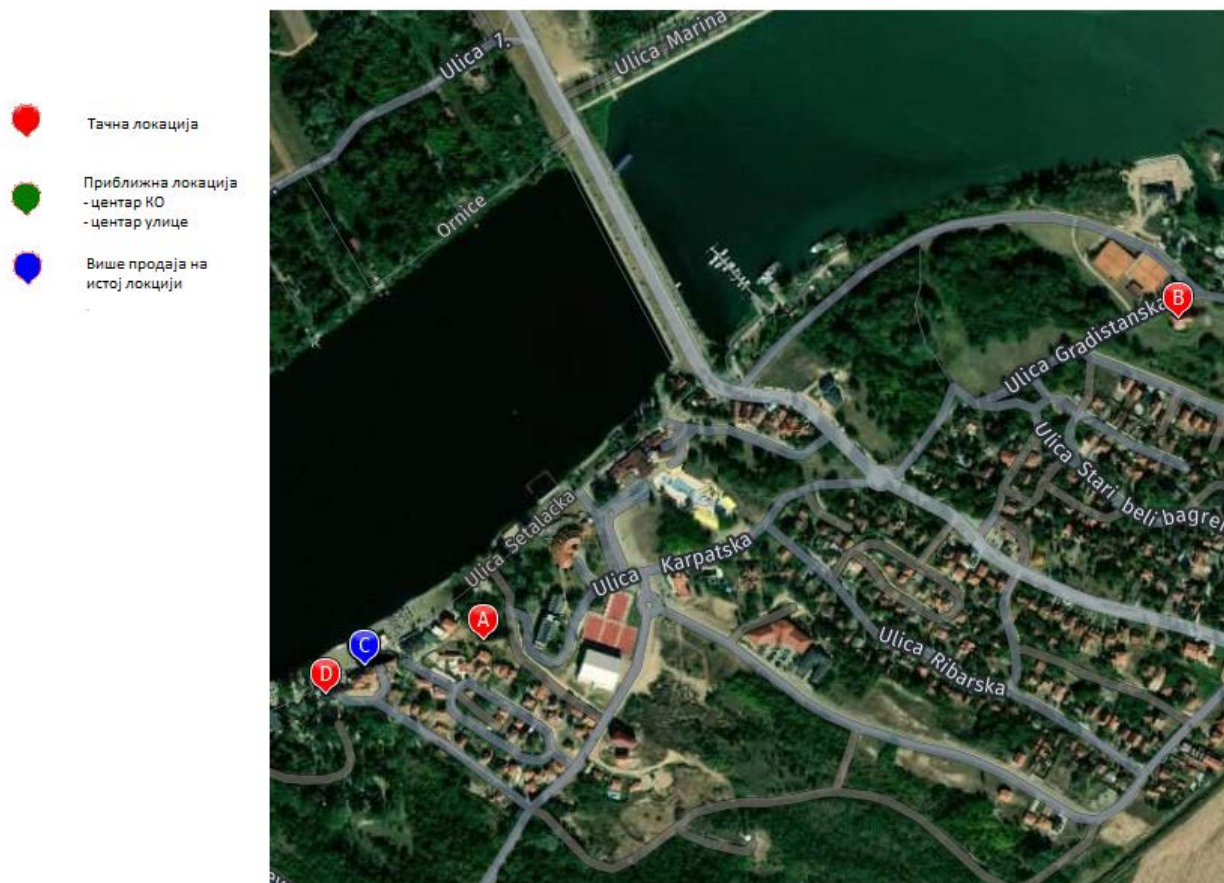 Тачна локација
Приближна локација
- центар КО
- центар улице
Више продаја на
истој локцији
Ulica 7.
Ulica Marina
Ornice
B
Ulica Gradistanska
Ulica Stari beli bagrem
Ulica Setalacka
Ulica Karpatska
A
C
D
Ulica Ribarska